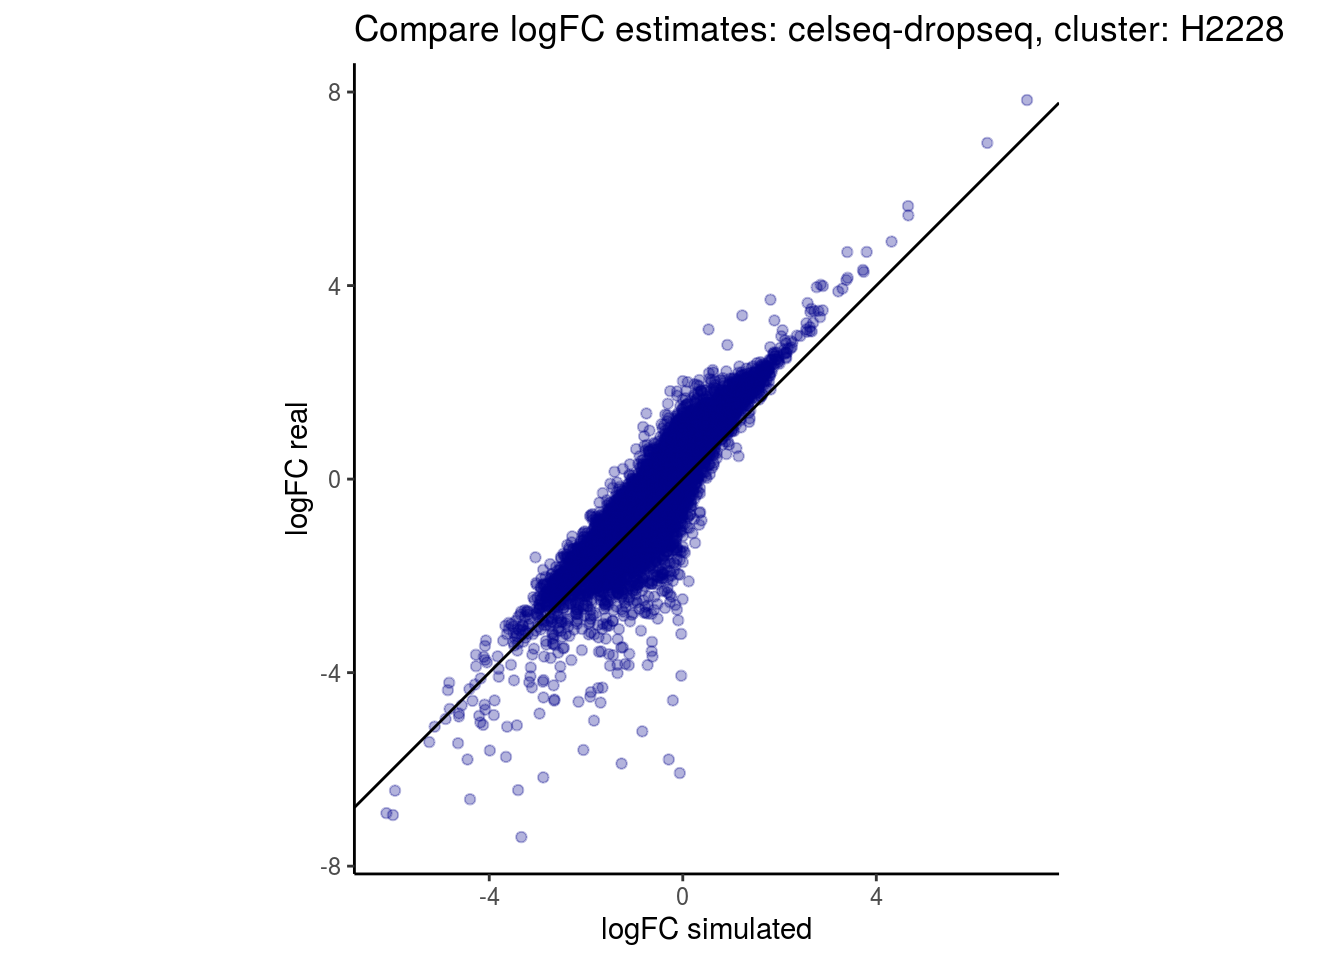 Compare logFC estimates: celseq-dropseq, cluster: H2228
8
4
0
-4
-8
logFC real
-4
0
4
logFC simulated